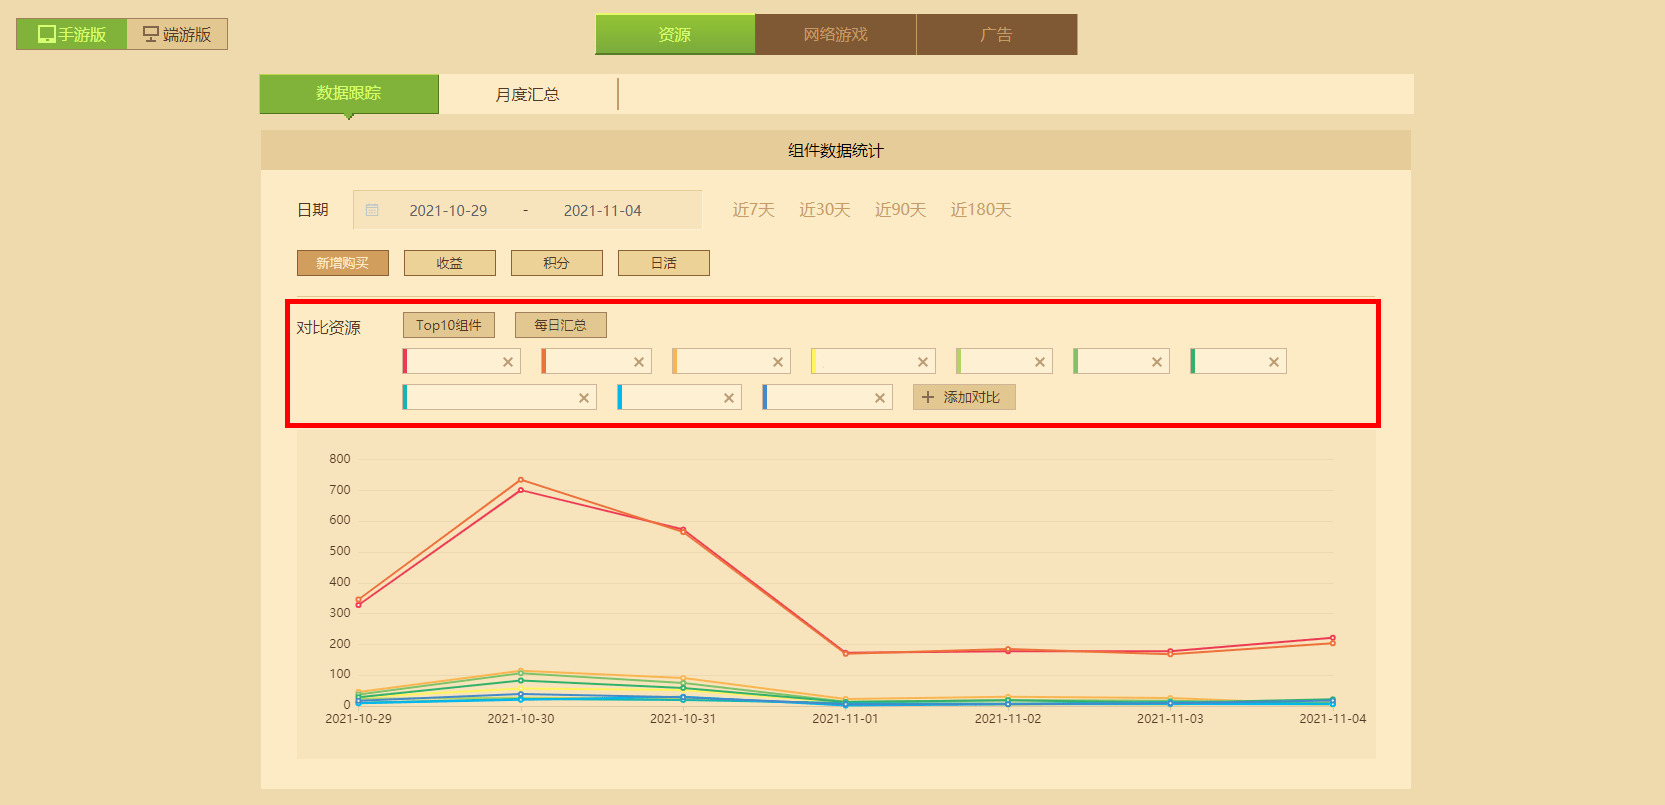 手游版 端游版 资源 网络游戏 广告
数据跟踪 月度汇总
组件数据统计
日期 2021-10-29 - 2021-11-04 近7天 近30天 近90天 近180天
新增购买 收益 积分 日活
对比资源 Top10组件 每日汇总
+ 添加对比
800
700
600
500
400
300
200
100
0
2021-10-29 2021-10-30 2021-10-31 2021-11-01 2021-11-02 2021-11-03 2021-11-04